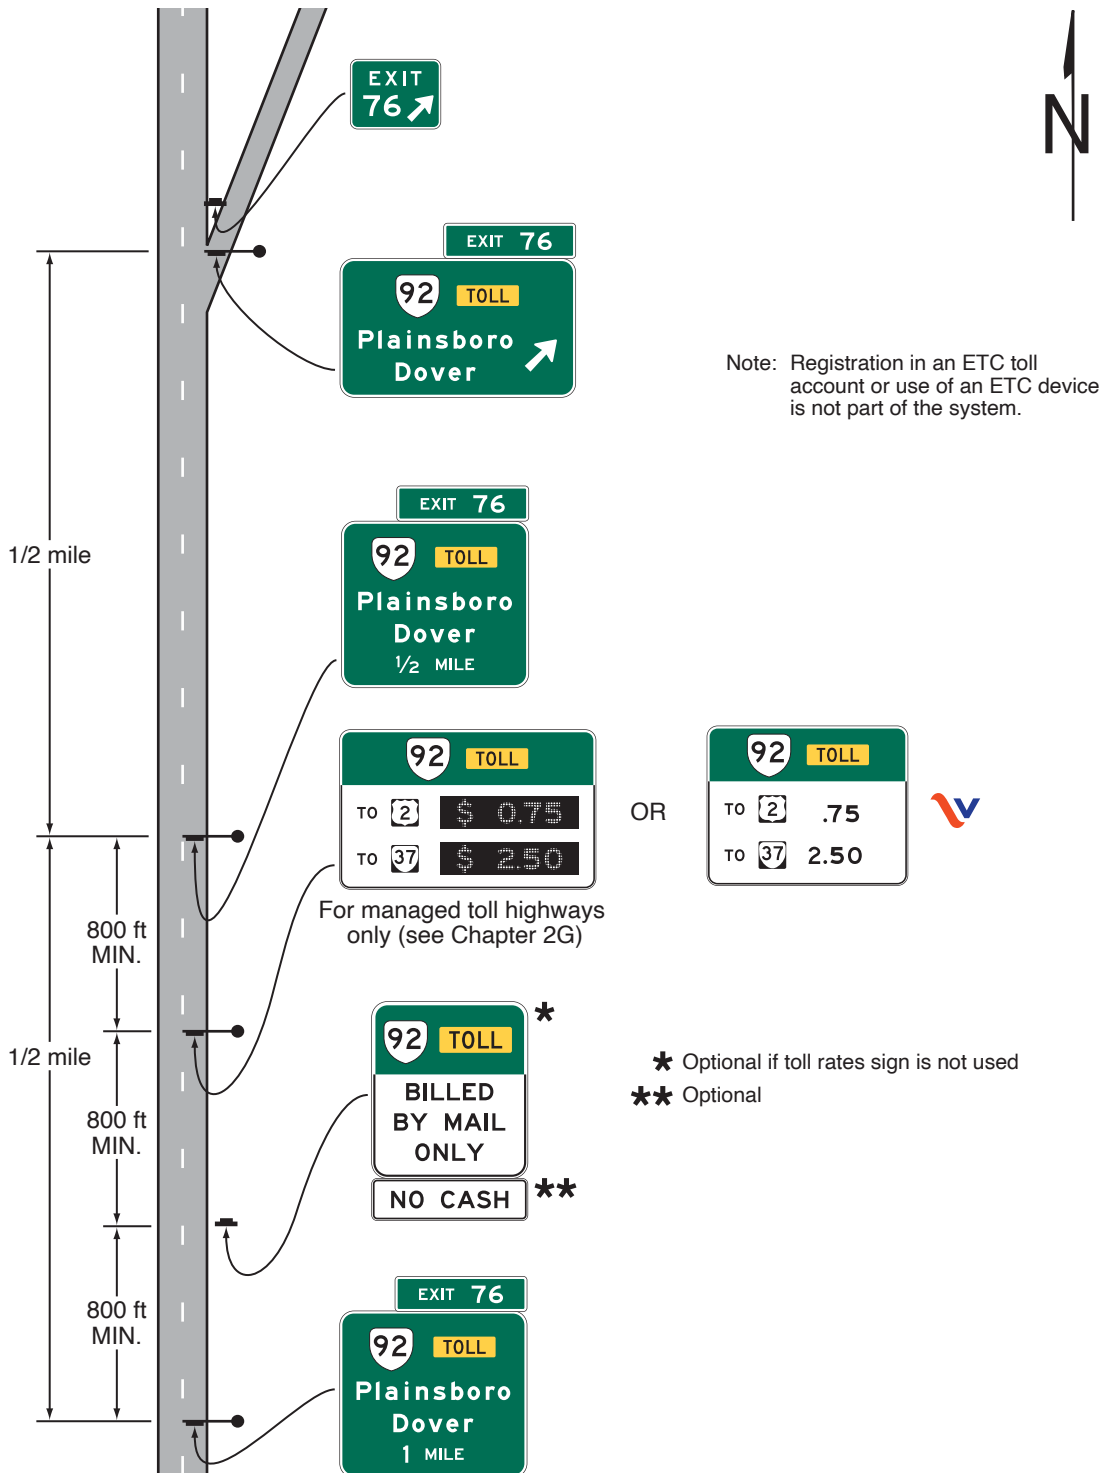 EXIT
76
N
EXIT 76
92 TOLL
Plainsboro
Dover
Note: Registration in an ETC toll
account or use of an ETC device
is not part of the system.
EXIT 76
92 TOLL
Plainsboro
Dover
1/2 MILE
1/2 mile
92 TOLL
TO 2 $ 0.75
TO 37 $ 2.50
For managed toll highways
only (see Chapter 2G)
OR
92 TOLL
TO 2 .75
TO 37 2.50
V
800 ft
MIN.
92 TOLL *
BILLED
BY MAIL
ONLY
NO CASH **
* Optional if toll rates sign is not used
** Optional
1/2 mile
800 ft
MIN.
800 ft
MIN.
EXIT 76
92 TOLL
Plainsboro
Dover
1 MILE